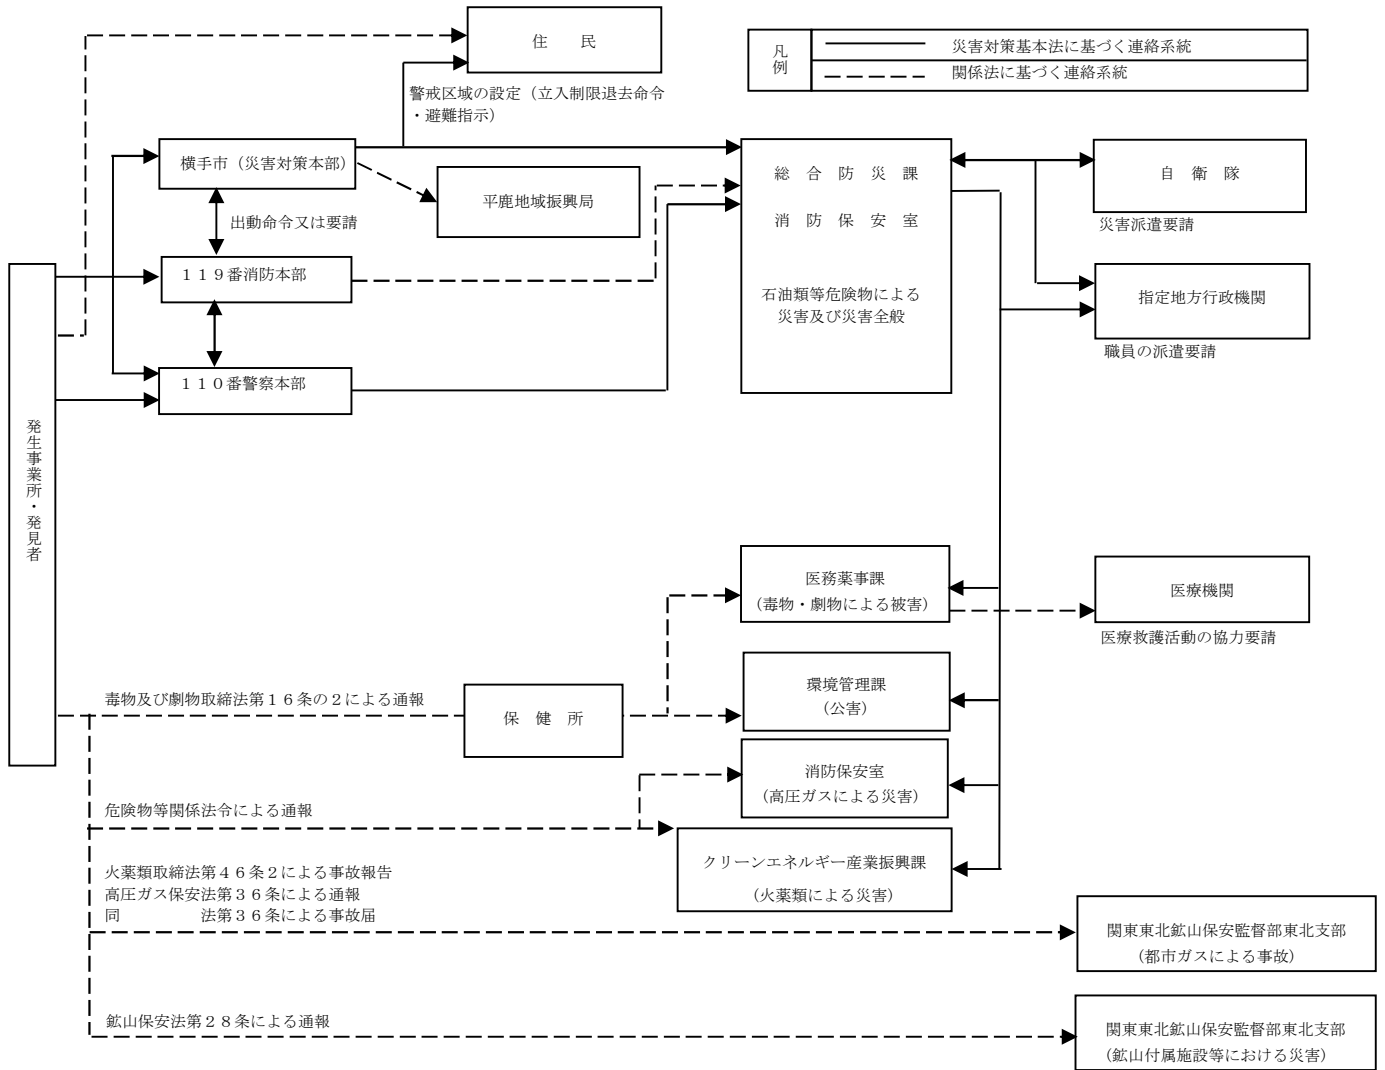 住　民
凡例
災害対策基本法に基づく連絡系統
関係法に基づく連絡系統
警戒区域の設定（立入制限退去命令
・避難指示）
横手市（災害対策本部）
平鹿地域振興局
出動命令又は要請
１１９番消防本部
１１０番警察本部
総　合　防　災　課
消　防　保　安　室
石油類等危険物による
災害及び災害全般
自　衛　隊
災害派遣要請
指定地方行政機関
職員の派遣要請
発生事業所・発見者
医務薬事課
（毒物・劇物による被害）
医療機関
医療救護活動の協力要請
毒物及び劇物取締法第１６条の２による通報
保　健　所
環境管理課
（公害）
消防保安室
（高圧ガスによる災害）
危険物等関係法令による通報
クリーンエネルギー産業振興課
（火薬類による災害）
火薬類取締法第４６条２による事故報告
高圧ガス保安法第３６条による通報
同　　　　　法第３６条による事故届
関東東北鉱山保安監督部東北支部
（都市ガスによる事故）
鉱山保安法第２８条による通報
関東東北鉱山保安監督部東北支部
（鉱山付属施設等における災害）